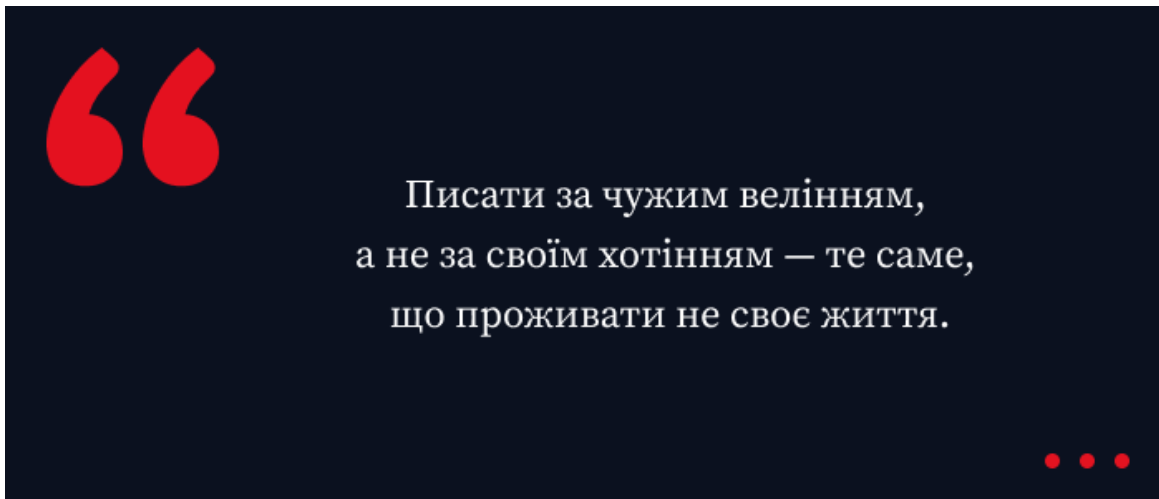 Писати за чужим велінням,
а не за своїм хотінням — те саме,
що проживати не своє життя.